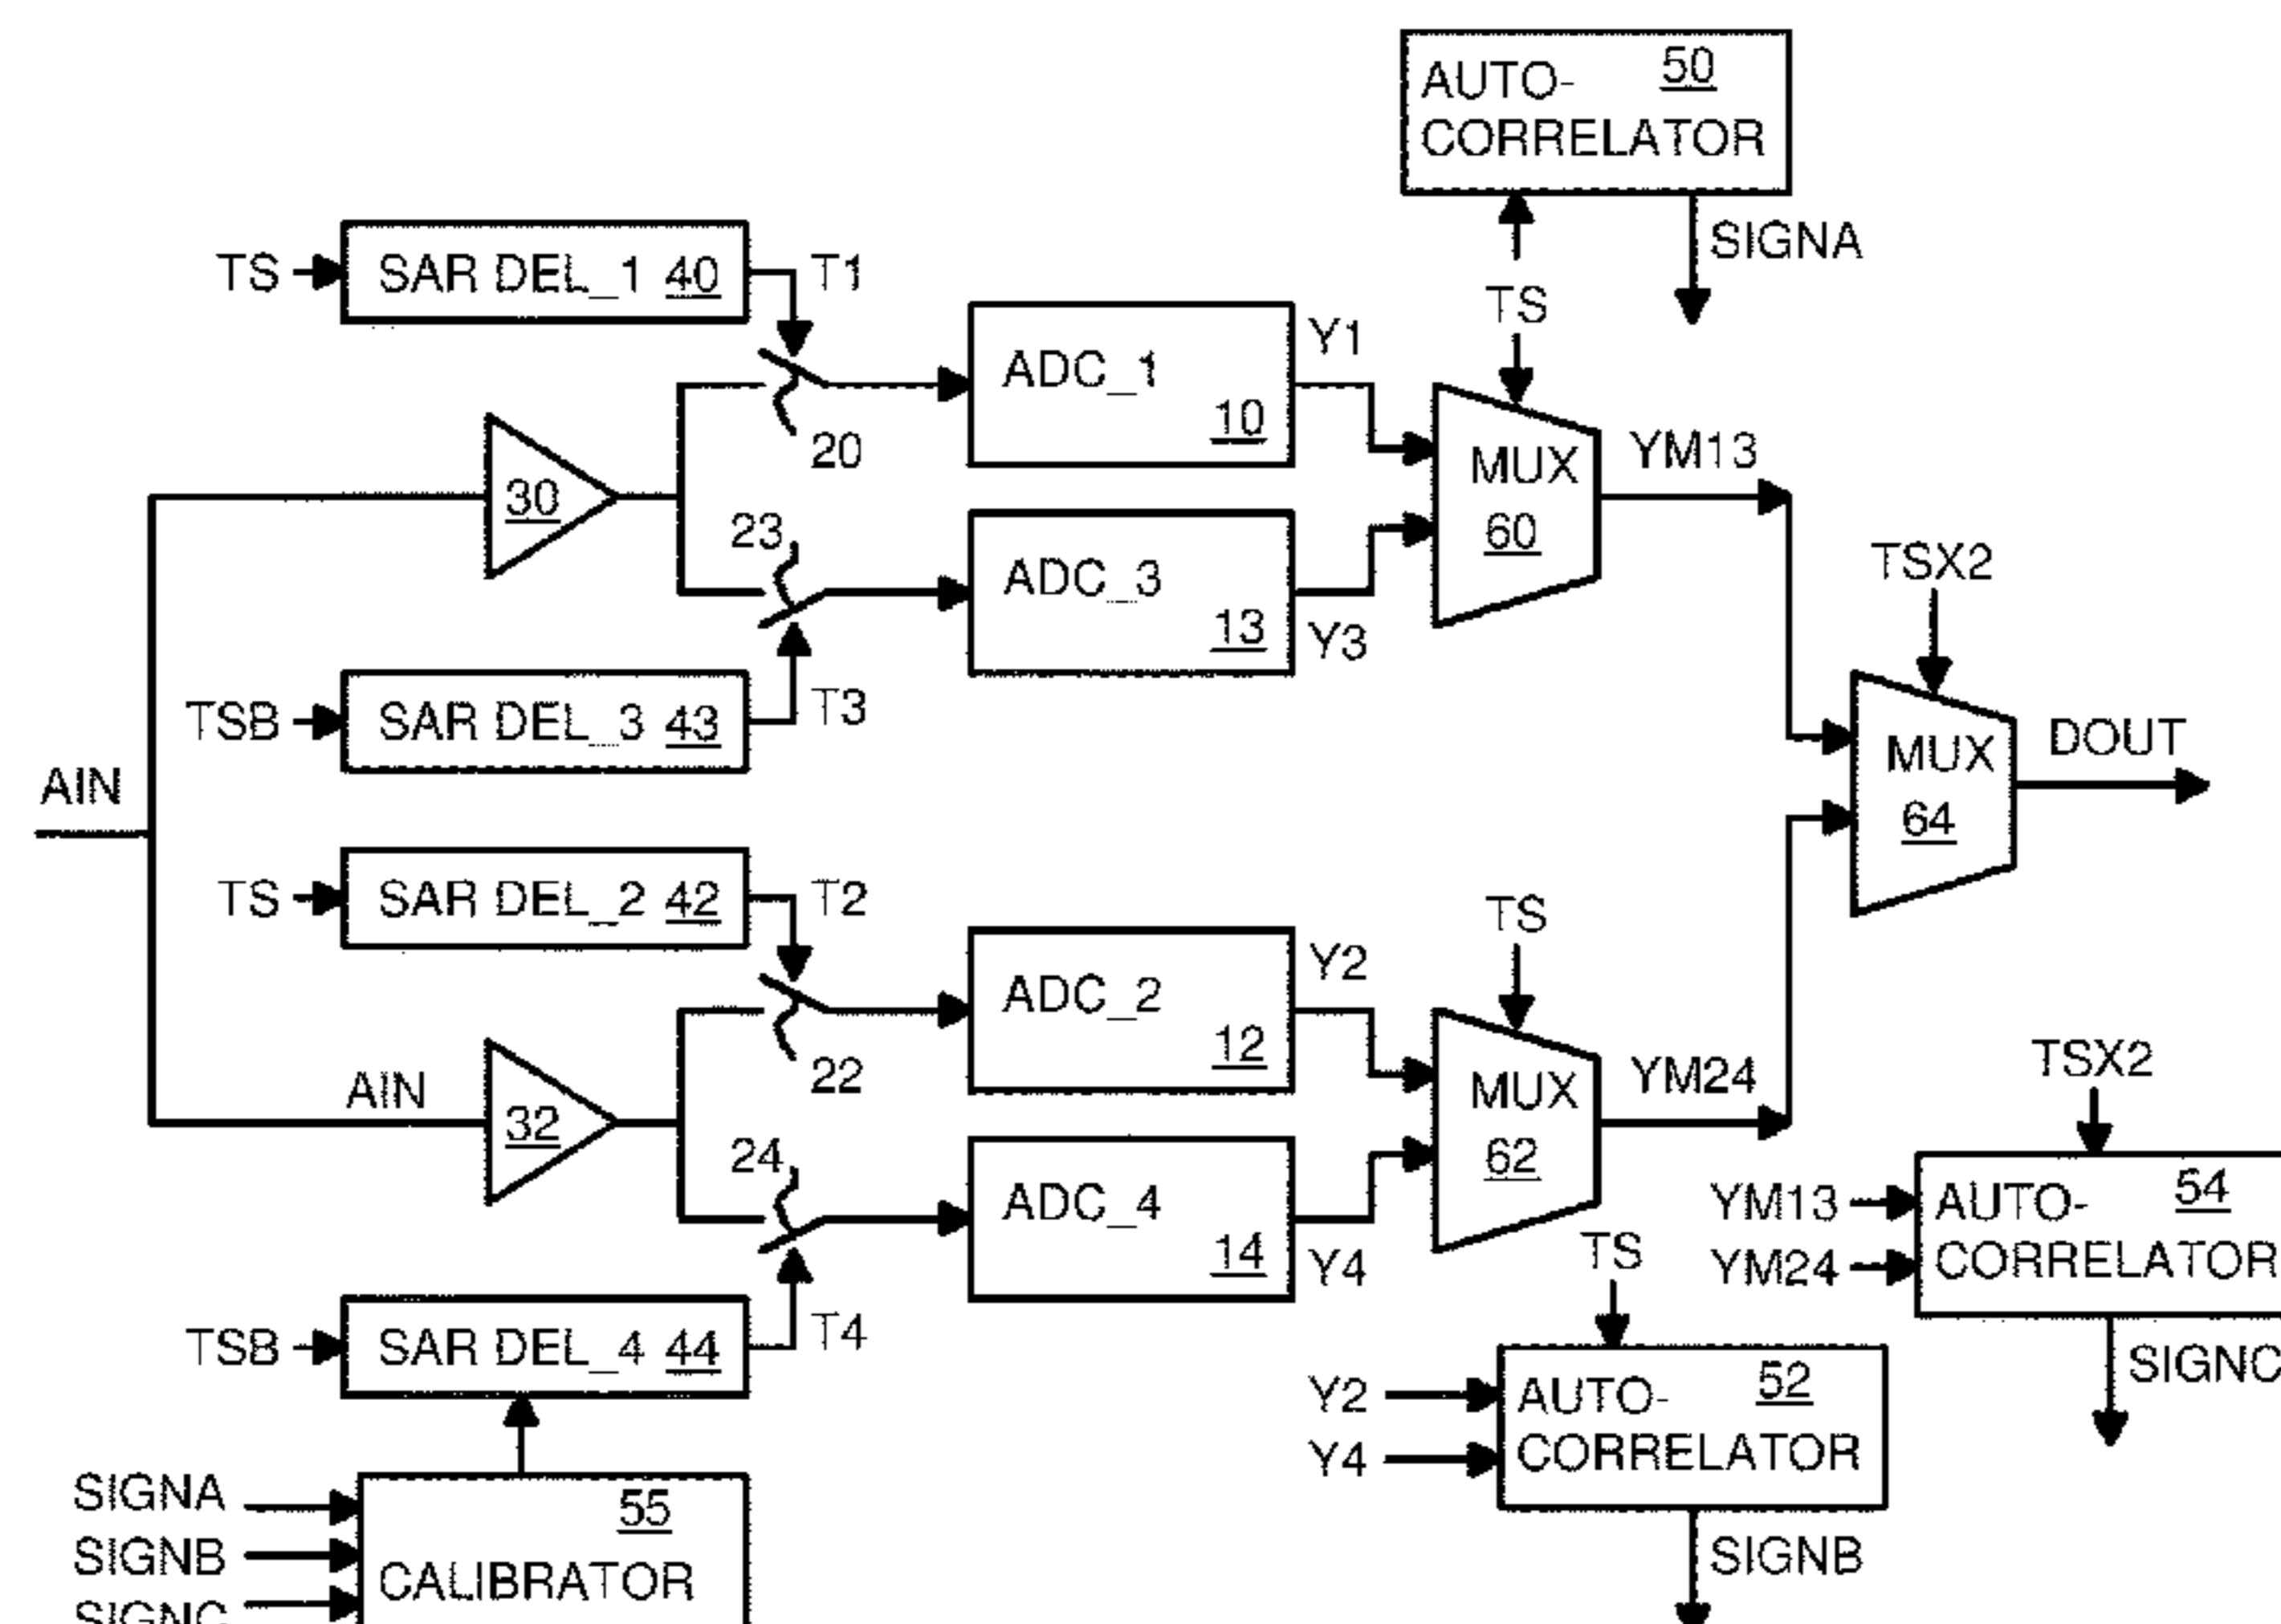 AUTO- 50
CORRELATOR
SIGNA
TS
TS SAR DEL_1 40 T1
ADC_1
10
Y1
20
30
MUX
60
YM13
23
ADC_3
13
Y3
TSB SAR DEL_3 43 T3
TSX2
MUX
64
DOUT
AIN
TS SAR DEL_2 42 T2
TS
ADC_2
12
Y2
22
AIN
32
MUX
62
YM24
24
ADC_4
14
Y4
TSB SAR DEL_4 44 T4
TSX2
YM13
YM24
AUTO- 54
CORRELATOR
SIGNC
TS
Y2
Y4
AUTO- 52
CORRELATOR
SIGNB
SIGNA
SIGNB
SIGNC
55
CALIBRATOR